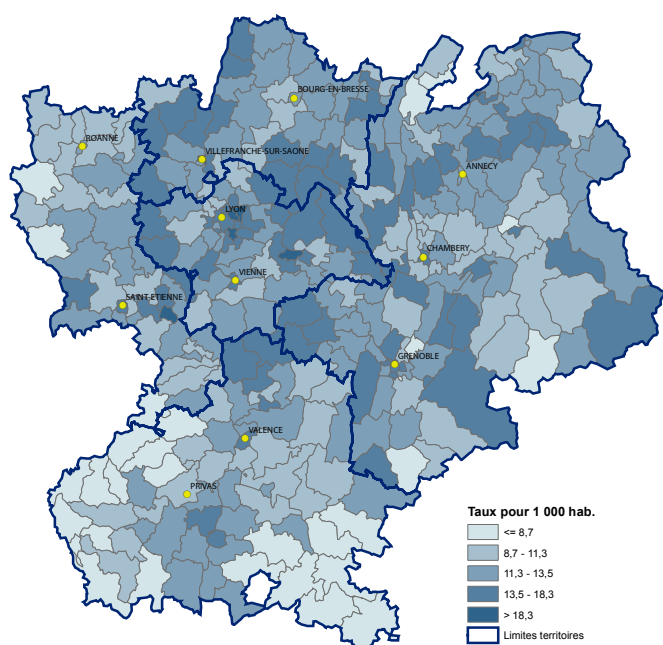 BOURG-EN-BRESSE
ROANNE
VILLEFRANCHE-SUR-SAONE
ANNECY
LYON
CHAMBERY
VIENNE
SAINT-ETIENNE
GRENOBLE
VALENCE
PRIVAS
Taux pour 1 000 hab.
<= 8,7
8,7 - 11,3
11,3 - 13,5
13,5 - 18,3
> 18,3
Limites territoires